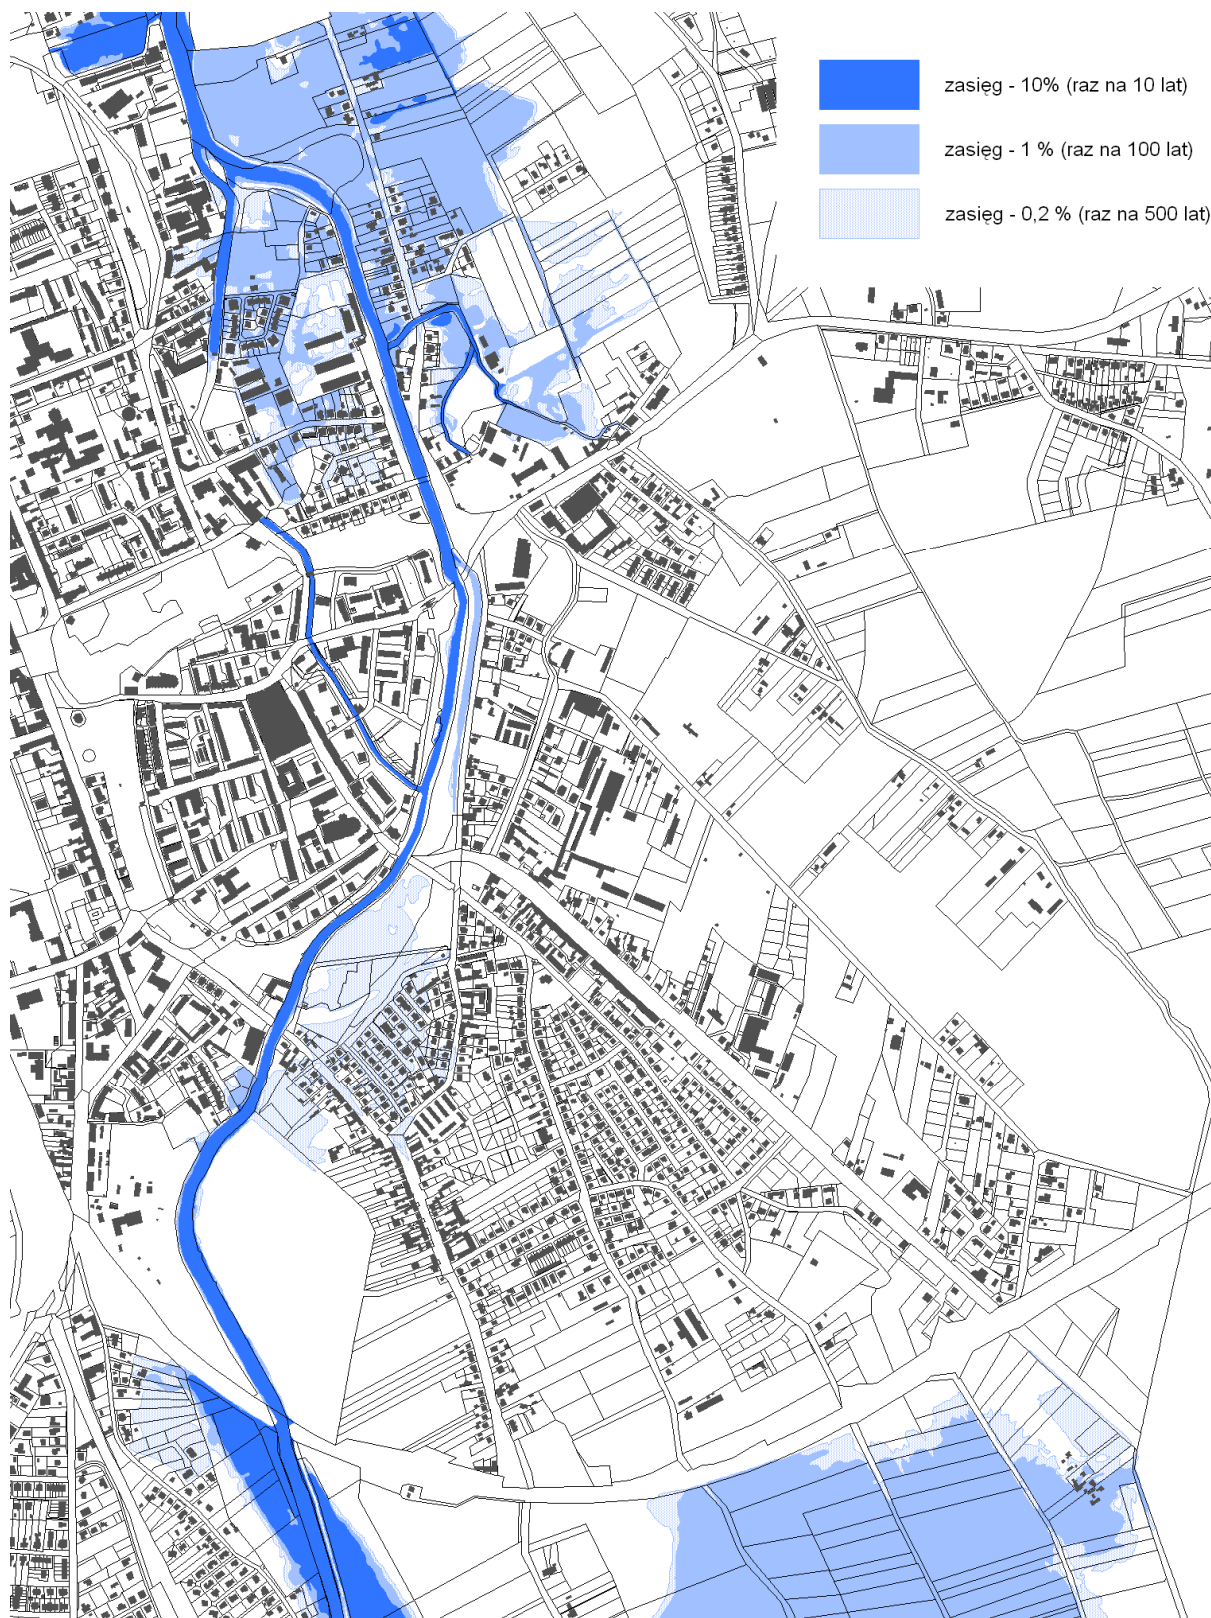 zasięg - 10% (raz na 10 lat)
zasięg - 1 % (raz na 100 lat)
zasięg - 0,2 % (raz na 500 lat)